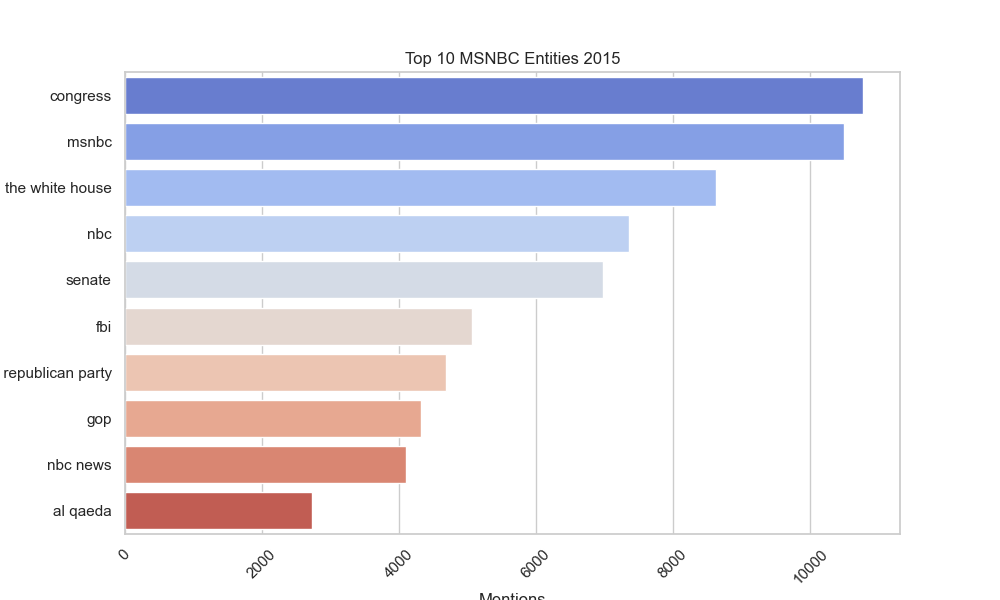 Top 10 MSNBC Entities 2015
congress
msnbc
the white house
nbc
senate
fbi
republican party
gop
nbc news
al qaeda
0
2000
4000
6000
8000
10000
Mentions